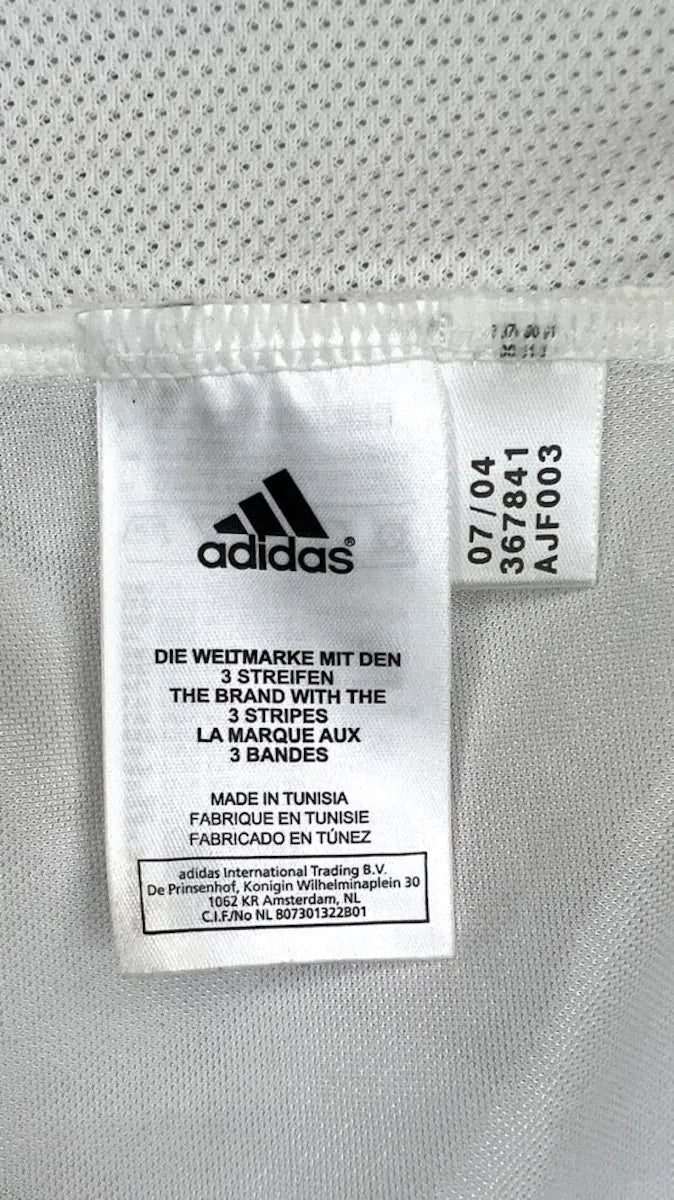 adidas®
DIE WELTMARKE MIT DEN
3 STREIFEN
THE BRAND WITH THE
3 STRIPES
LA MARQUE AUX
3 BANDES
MADE IN TUNISIA
FABRIQUE EN TUNISIE
FABRICADO EN TÚNEZ
adidas International Trading B.V.
De Prinsenhof, Konigin Wilhelminaplein 30
1062 KR Amsterdam, NL
C.I.F./No NL 807301322B01
07/04
367841
AJF003